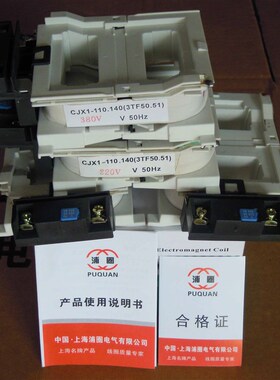 CJX1-110.140(3TF50.51)
380V V 50Hz
CJX1-110.140(3TF50.51)
220V V 50Hz
Electromagnet Coil
浦圈
PUQUAN
产品使用说明书
中国·上海浦圈电气有限公司
上海名牌产品 线圈质量专家
浦圈
PUQUAN
合格证
中国·上海浦圈电气有限公司
上海名牌产品 线圈质量专家